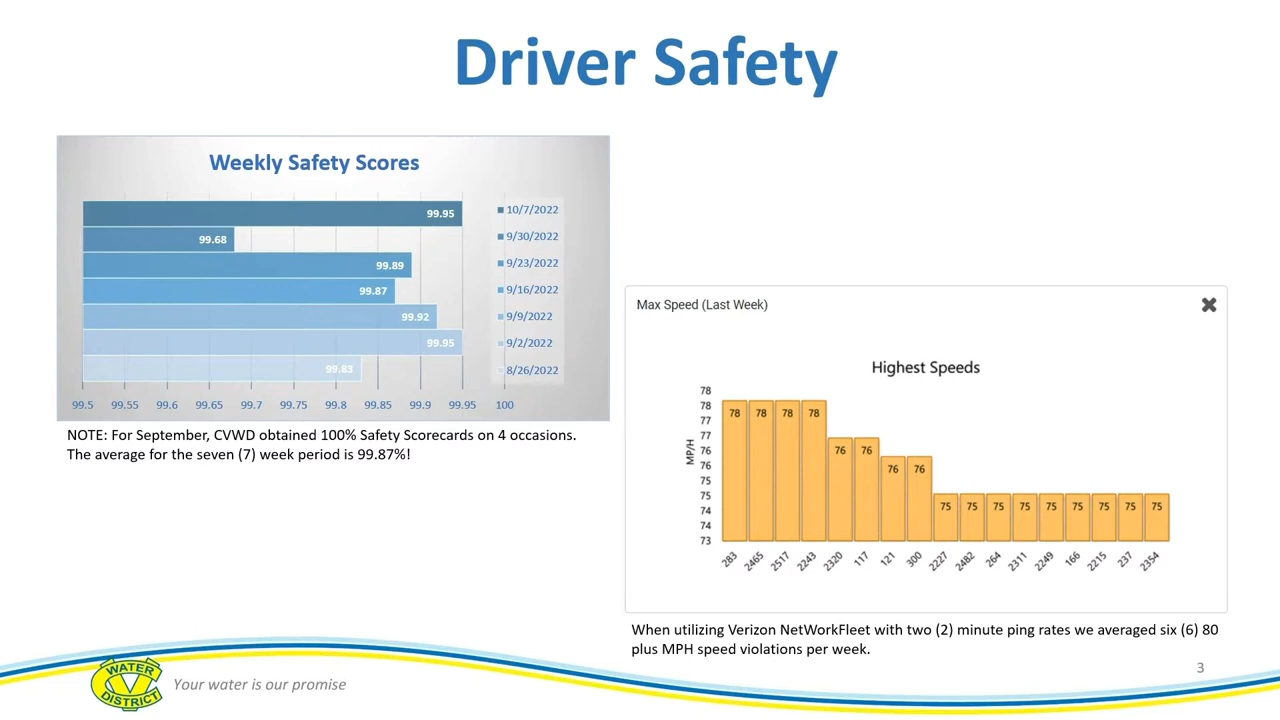 Driver Safety
Weekly Safety Scores
99.95
99.68
99.89
99.87
99.92
99.95
99.83
10/7/2022
9/30/2022
9/23/2022
9/16/2022
9/9/2022
9/2/2022
8/26/2022
99.5 99.55 99.6 99.65 99.7 99.75 99.8 99.85 99.9 99.95 100
NOTE: For September, CVWD obtained 100% Safety Scorecards on 4 occasions.
The average for the seven (7) week period is 99.87%!
Max Speed (Last Week)
Highest Speeds
MP/H
78
78
77
77
76
76
75
75
74
74
73
78 78 78 78 76 76 76 76 75 75 75 75 75 75 75 75 75
283 2465 2517 2243 2320 117 121 300 2227 2482 264 2311 2249 166 2215 237 2354
When utilizing Verizon NetWorkFleet with two (2) minute ping rates we averaged six (6) 80
plus MPH speed violations per week.
WATER
DISTRICT
Your water is our promise
3